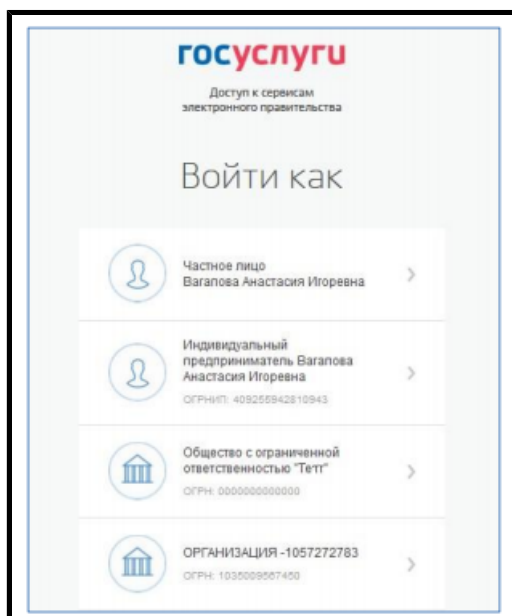 госуслуги
Доступ к сервисам
электронного правительства
Войти как
Частное лицо
Вагапова Анастасия Игоревна
Индивидуальный
предприниматель Вагапова
Анастасия Игоревна
ОГРНИП: 409255942810943
Общество с ограниченной
ответственностью "Тетт"
ОГРН: 0000000000000
ОРГАНИЗАЦИЯ -1057272783
ОГРН: 1035009567450